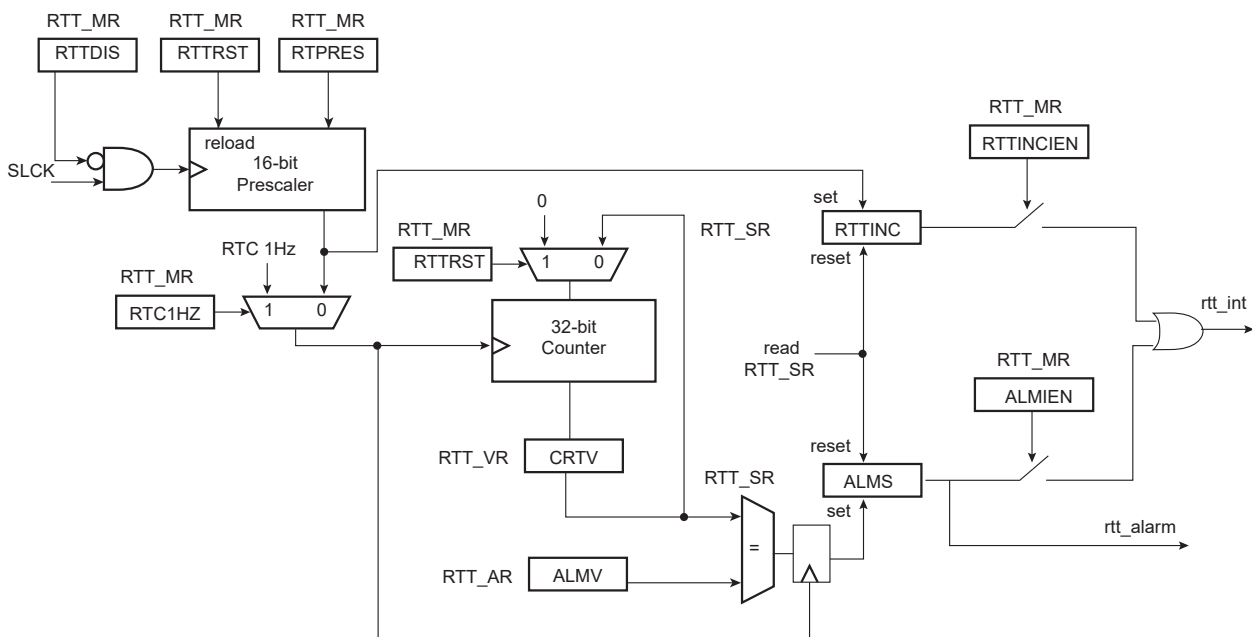 RTT_MR RTT_MR RTT_MR
RTTDIS RTTRST RTPRES
reload
16-bit
Prescaler
SLCK
RTT_MR
RTTINCIEN
set
RTTINC
reset
0
RTT_SR
RTT_MR
RTTRST
1 0
RTC 1Hz
RTT_MR
RTC1HZ
1 0
32-bit
Counter
read
RTT_SR
rtt_int
RTT_MR
ALMIEN
reset
ALMS
set
RTT_VR CRTV
RTT_SR
=
RTT_AR ALMV
rtt_alarm